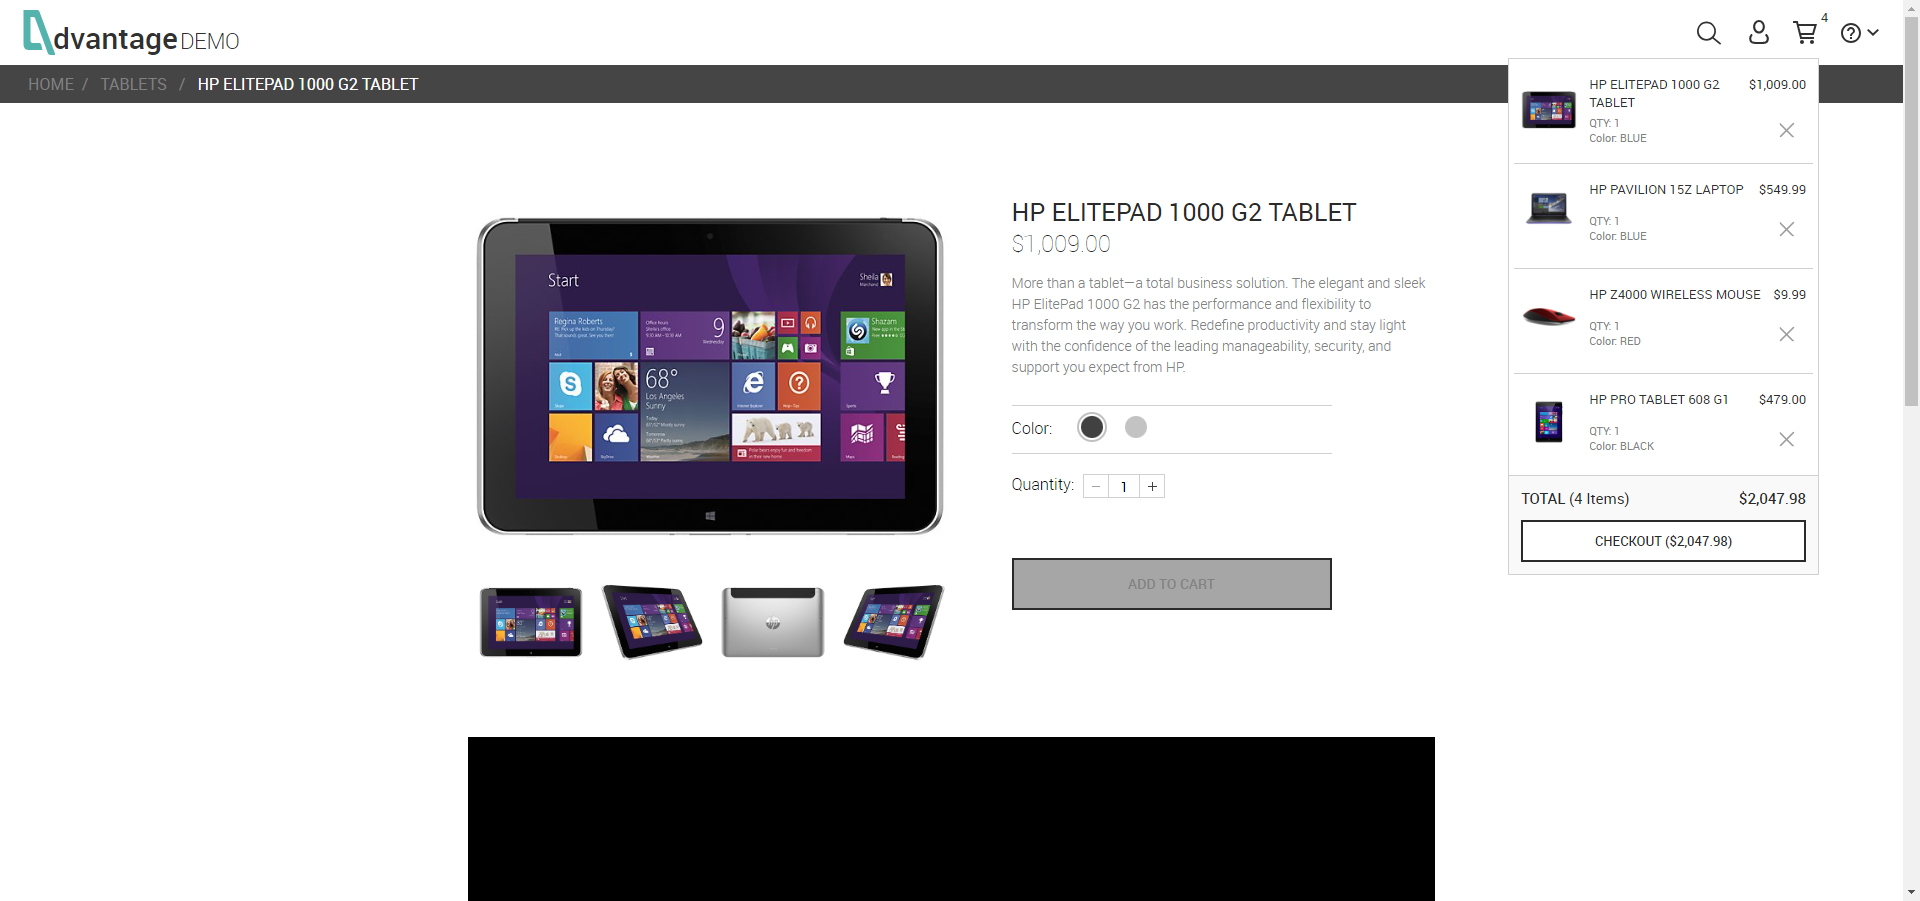 dvantage DEMO
4
HOME / TABLETS / HP ELITEPAD 1000 G2 TABLET
HP ELITEPAD 1000 G2 TABLET
$1,009.00
More than a tablet—a total business solution. The elegant and sleek
HP ElitePad 1000 G2 has the performance and flexibility to
transform the way you work. Redefine productivity and stay light
with the confidence of the leading manageability, security, and
support you expect from HP.
Color:
Quantity: − 1 +
ADD TO CART
Start
Sheila
Regina Roberts
9
Wednesday
Shazam
68°
Los Angeles
Sunny
Today
Tomorrow
HP ELITEPAD 1000 G2 $1,009.00
TABLET
QTY: 1
Color: BLUE
HP PAVILION 15Z LAPTOP $549.99
QTY: 1
Color: BLUE
HP Z4000 WIRELESS MOUSE $9.99
QTY: 1
Color: RED
HP PRO TABLET 608 G1 $479.00
QTY: 1
Color: BLACK
TOTAL (4 Items) $2,047.98
CHECKOUT ($2,047.98)